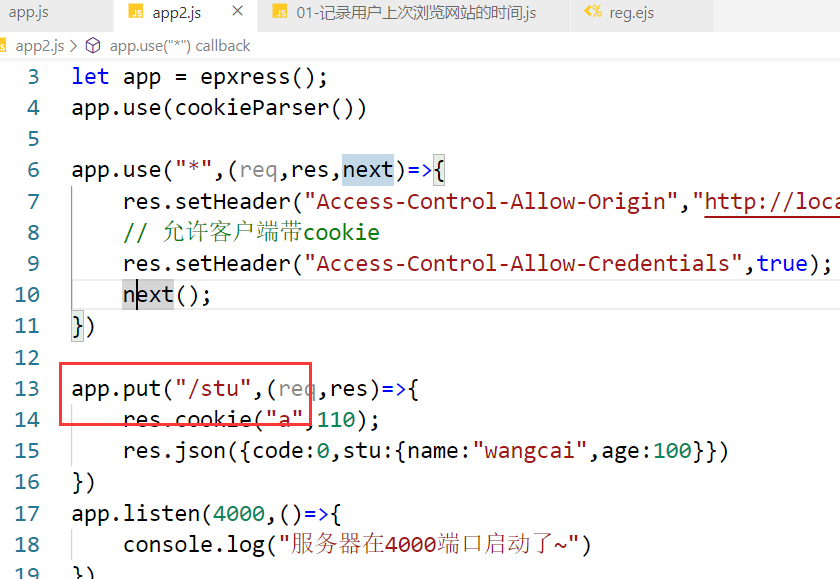 app.js
JS app2.js ×
JS 01-记录用户上次浏览网站的时间.js
<% reg.ejs
app2.js > app.use("*") callback
3 let app = epxress();
4 app.use(cookieParser())
5
6 app.use("*",(req,res,next)=>{
7 res.setHeader("Access-Control-Allow-Origin","http://loca
8 // 允许客户端带cookie
9 res.setHeader("Access-Control-Allow-Credentials",true);
10 next();
11 })
12
13 app.put("/stu",(req,res)=>{
14 res.cookie("a",110);
15 res.json({code:0,stu:{name:"wangcai",age:100}})
16 })
17 app.listen(4000,()=>{
18 console.log("服务器在4000端口启动了~")
19 })